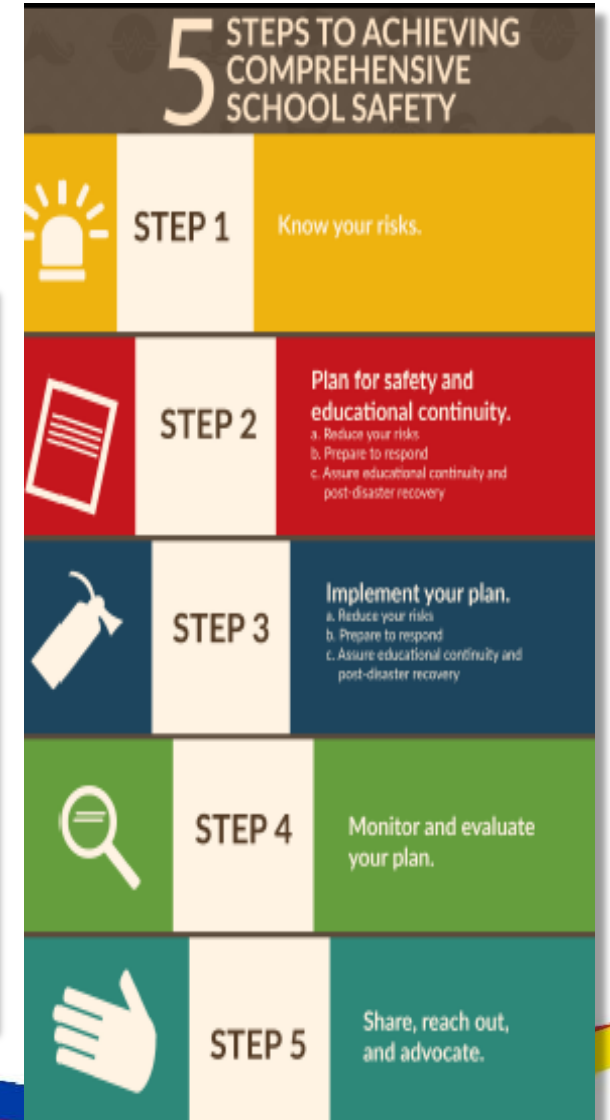 5 STEPS TO ACHIEVING
COMPREHENSIVE
SCHOOL SAFETY
STEP 1
Know your risks.
STEP 2
Plan for safety and
educational continuity.
a. Reduce your risks
b. Prepare to respond
c. Assure educational continuity and
post-disaster recovery
STEP 3
Implement your plan.
a. Reduce your risks
b. Prepare to respond
c. Assure educational continuity and
post-disaster recovery
STEP 4
Monitor and evaluate
your plan.
STEP 5
Share, reach out,
and advocate.